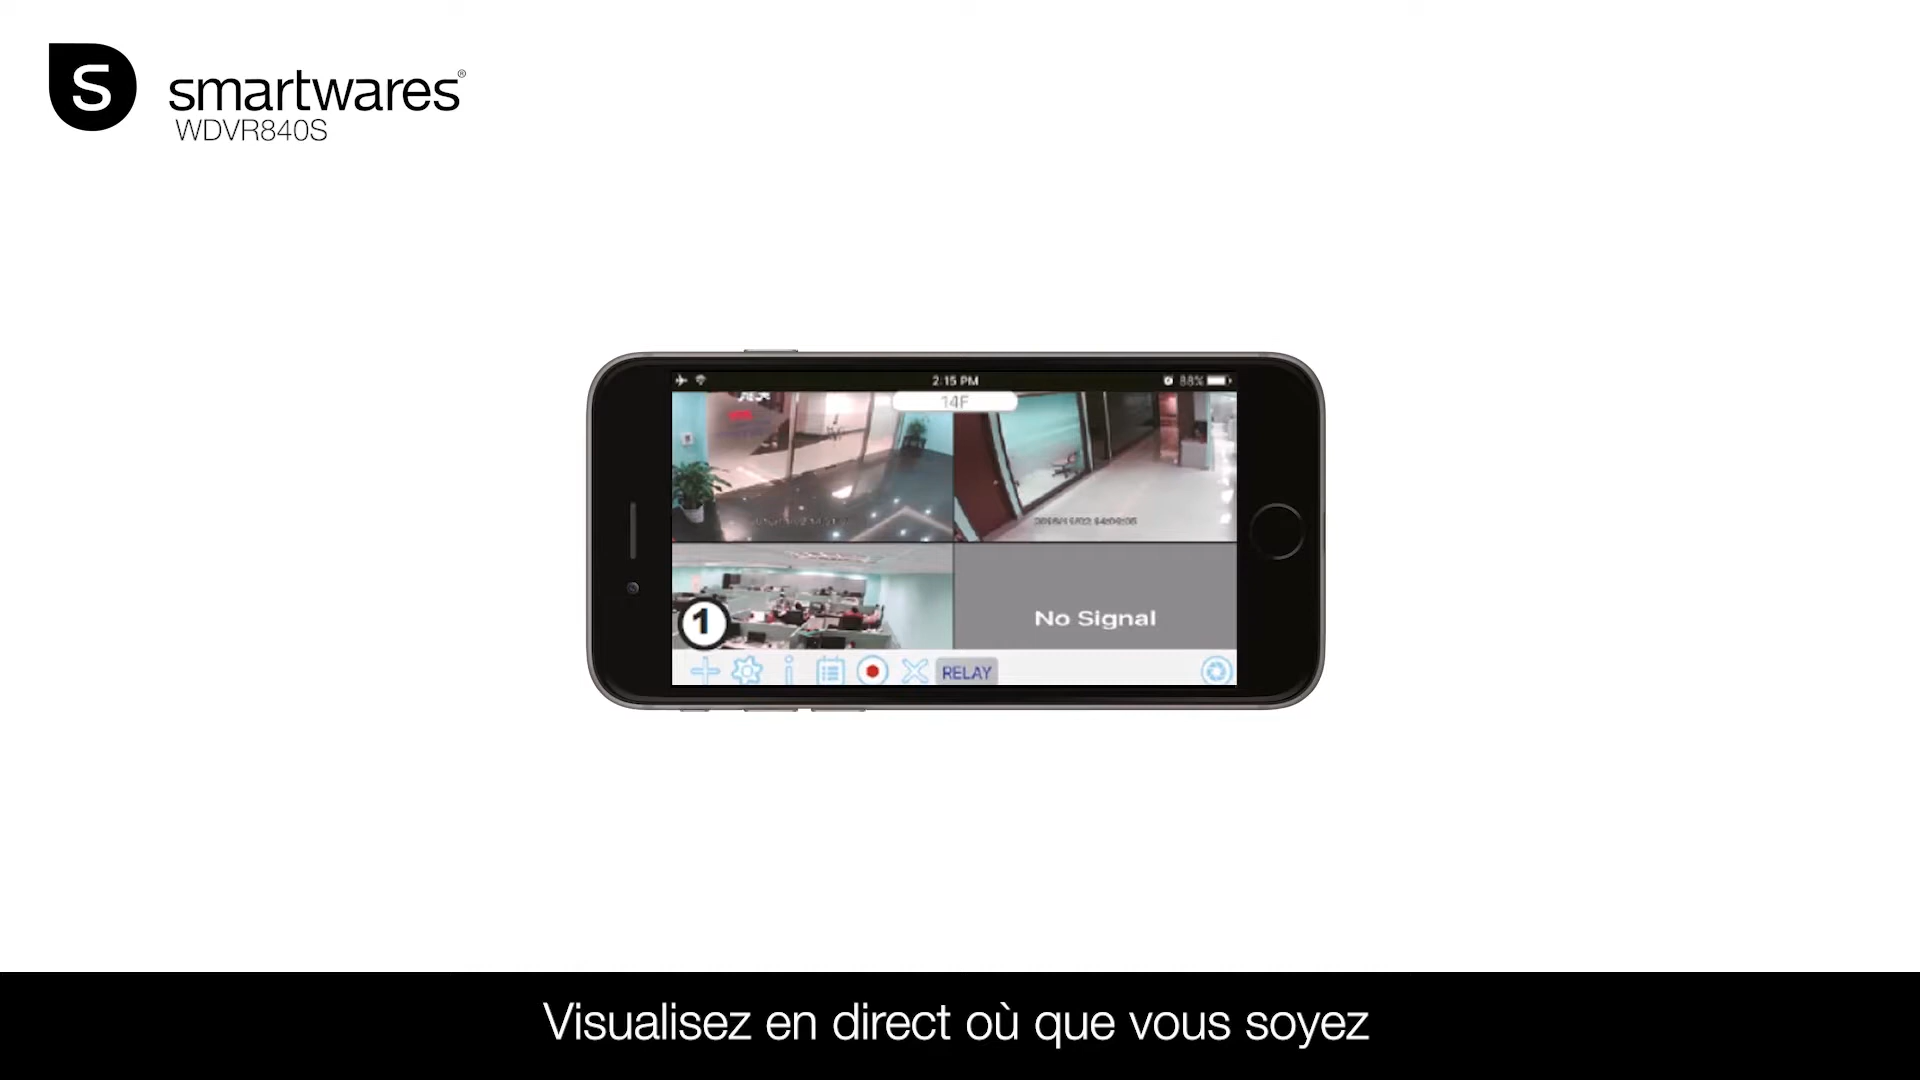 S
smartwares®
WDVR840S
2:15 PM
88%
14F
1
No Signal
RELAY
Visualisez en direct où que vous soyez